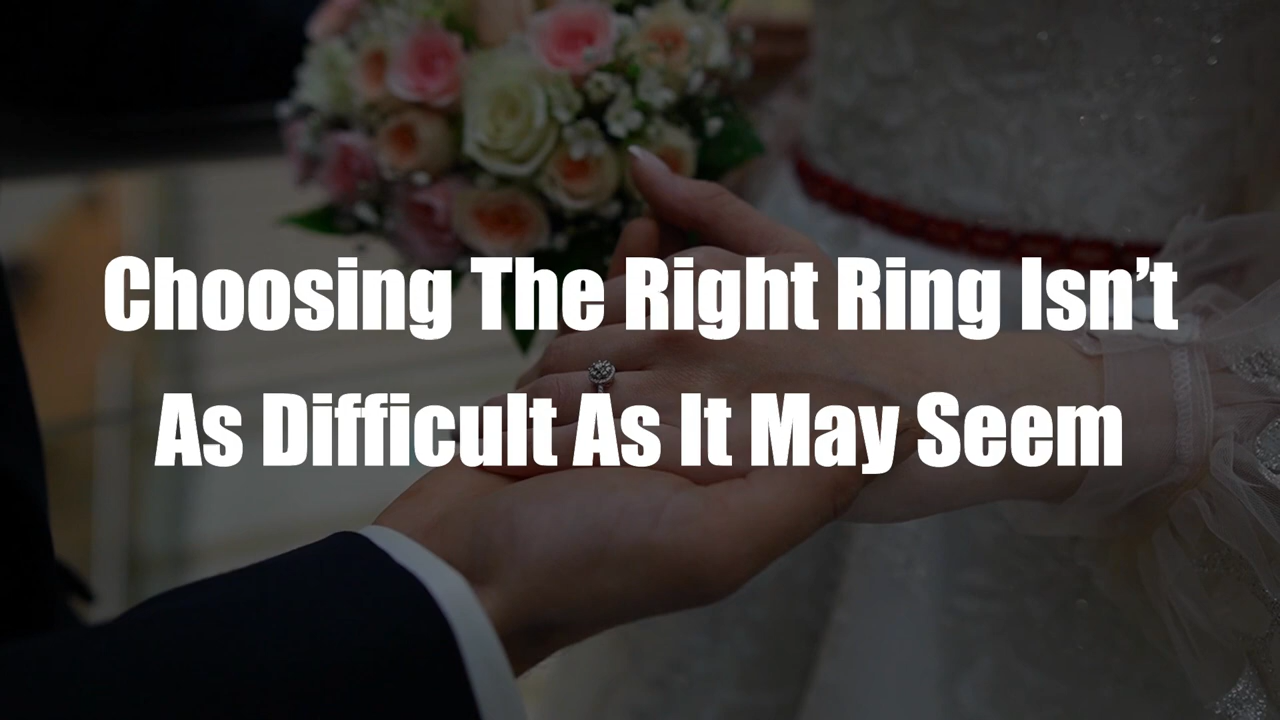 Choosing The Right Ring Isn’t
As Difficult As It May Seem